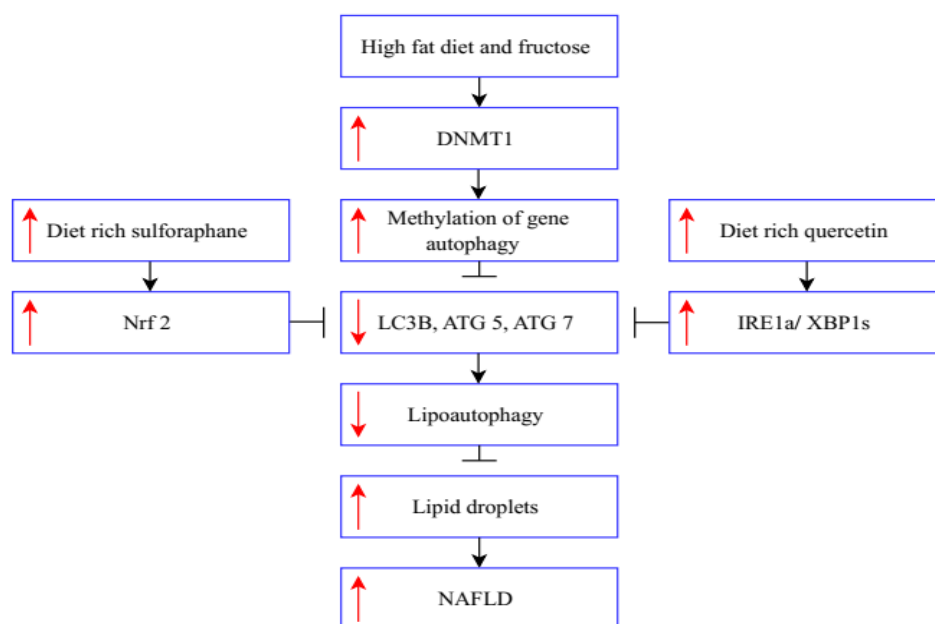 High fat diet and fructose
DNMT1
Diet rich sulforaphane
Methylation of gene
autophagy
Diet rich quercetin
Nrf 2
LC3B, ATG 5, ATG 7
IRE1a/ XBP1s
Lipoautophagy
Lipid droplets
NAFLD